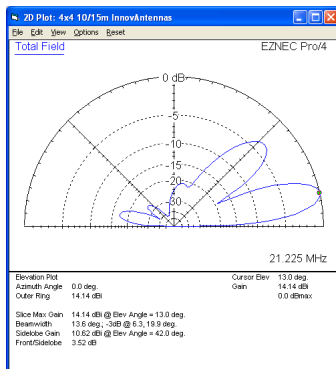 2D Plot: 4x4 10/15m InnovAntennas
File Edit View Options Reset
Total Field
EZNEC Pro/4
0 dB
-5
-10
-15
-20
-30
21.225 MHz
Elevation Plot
Azimuth Angle 0.0 deg.
Outer Ring 14.14 dBi
Cursor Elev 13.0 deg.
Gain 14.14 dBi
0.0 dBmax
Slice Max Gain 14.14 dBi @ Elev Angle = 13.0 deg.
Beamwidth 13.6 deg.; -3dB @ 6.3, 19.9 deg.
Sidelobe Gain 10.62 dBi @ Elev Angle = 42.0 deg.
Front/Sidelobe 3.52 dB